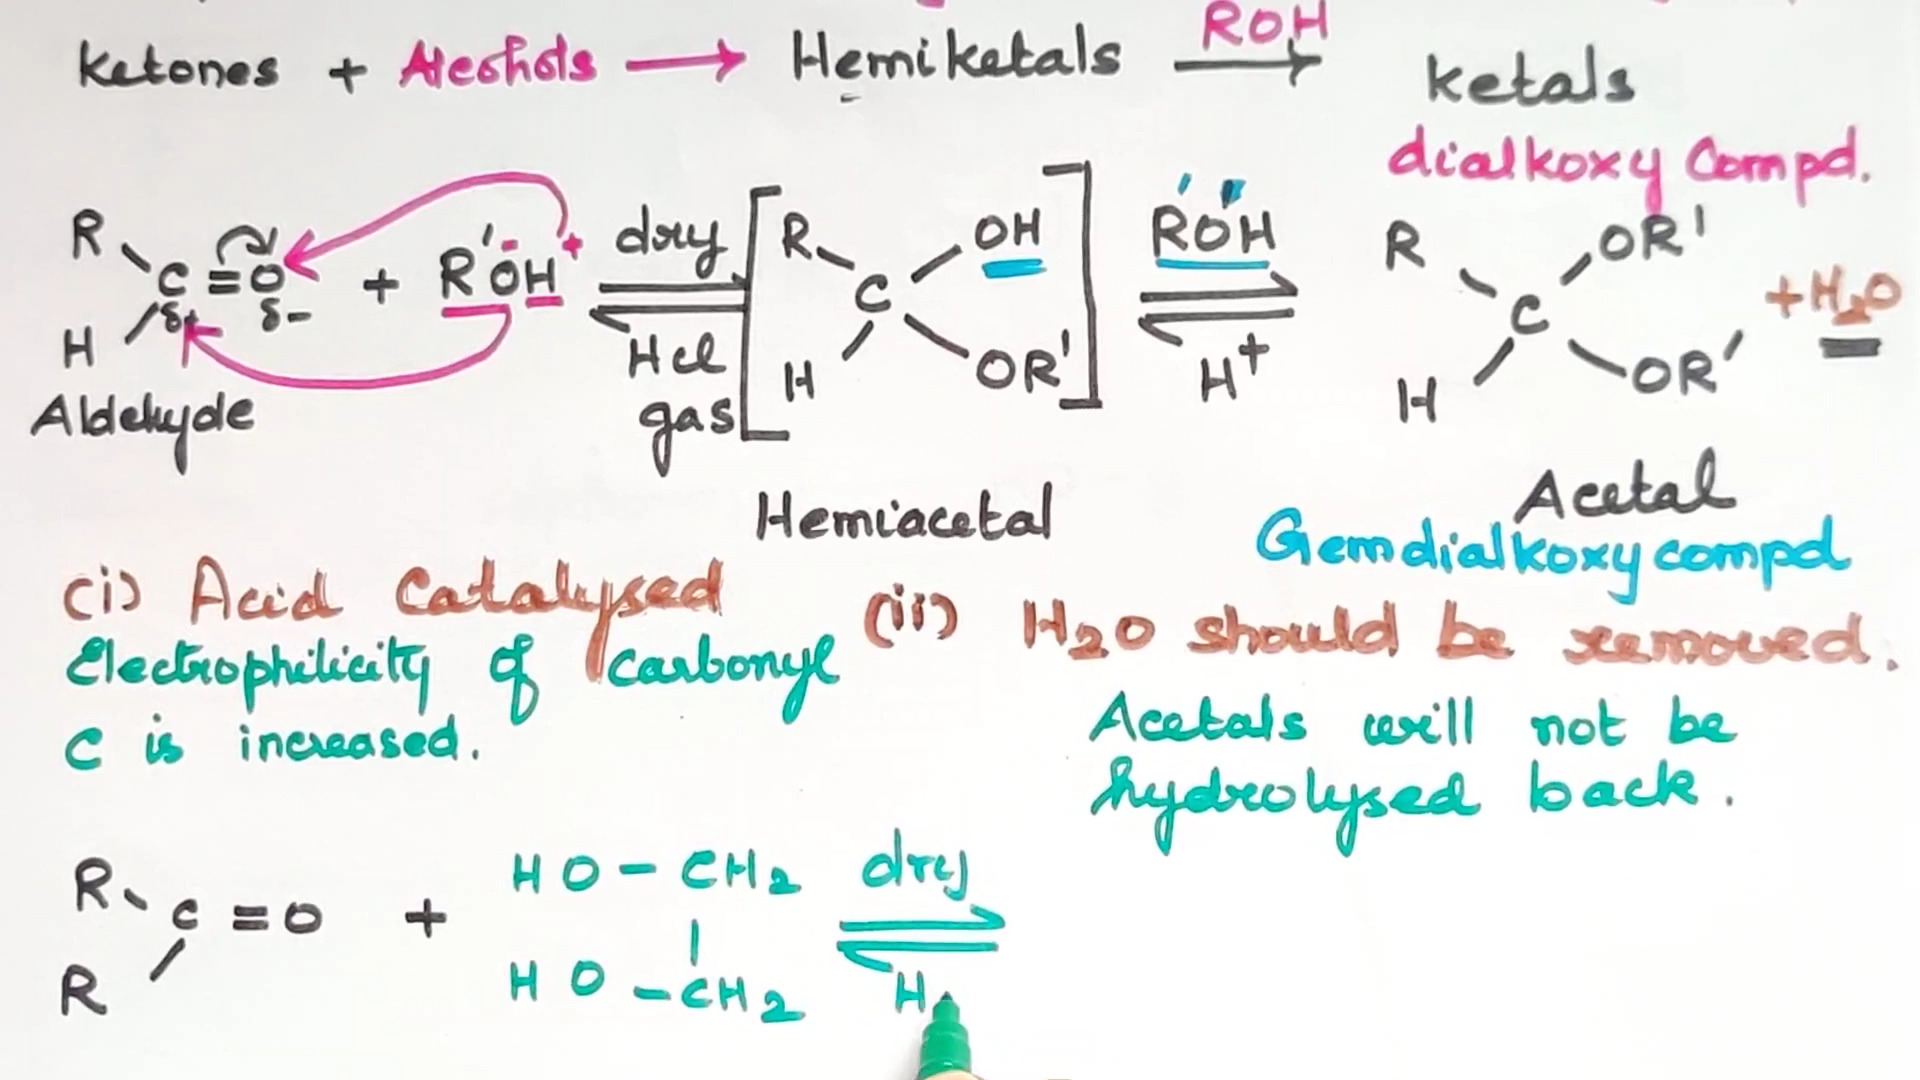 Ketones + Alcohols → Hemiketals ROH → Ketals
dialkoxy Compd.
R H C = O δ+ δ- + R'OH - + ⇌ dry HCl gas [R H C OH OR'] R'OH ⇌ H+ R H C OR' OR' + H2O
Aldehyde
Hemiacetal
Acetal
Gemdialkoxy compd
(i) Acid Catalysed
Electrophilicity of carbonyl
C is increased.
(ii) H2O should be removed.
Acetals will not be
hydrolysed back.
R R C = O + HO - CH2 | HO - CH2 dry ⇌ H